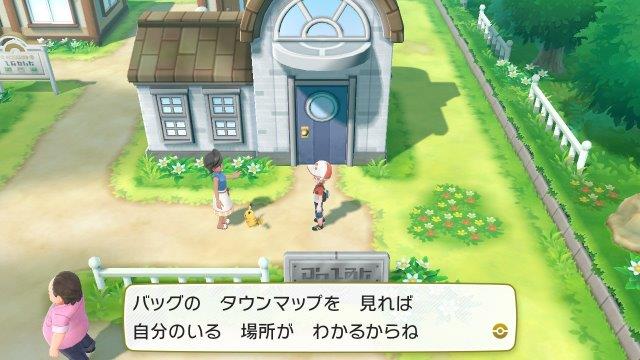 バッグの　タウンマップを　見れば
自分のいる　場所が　わかるからね